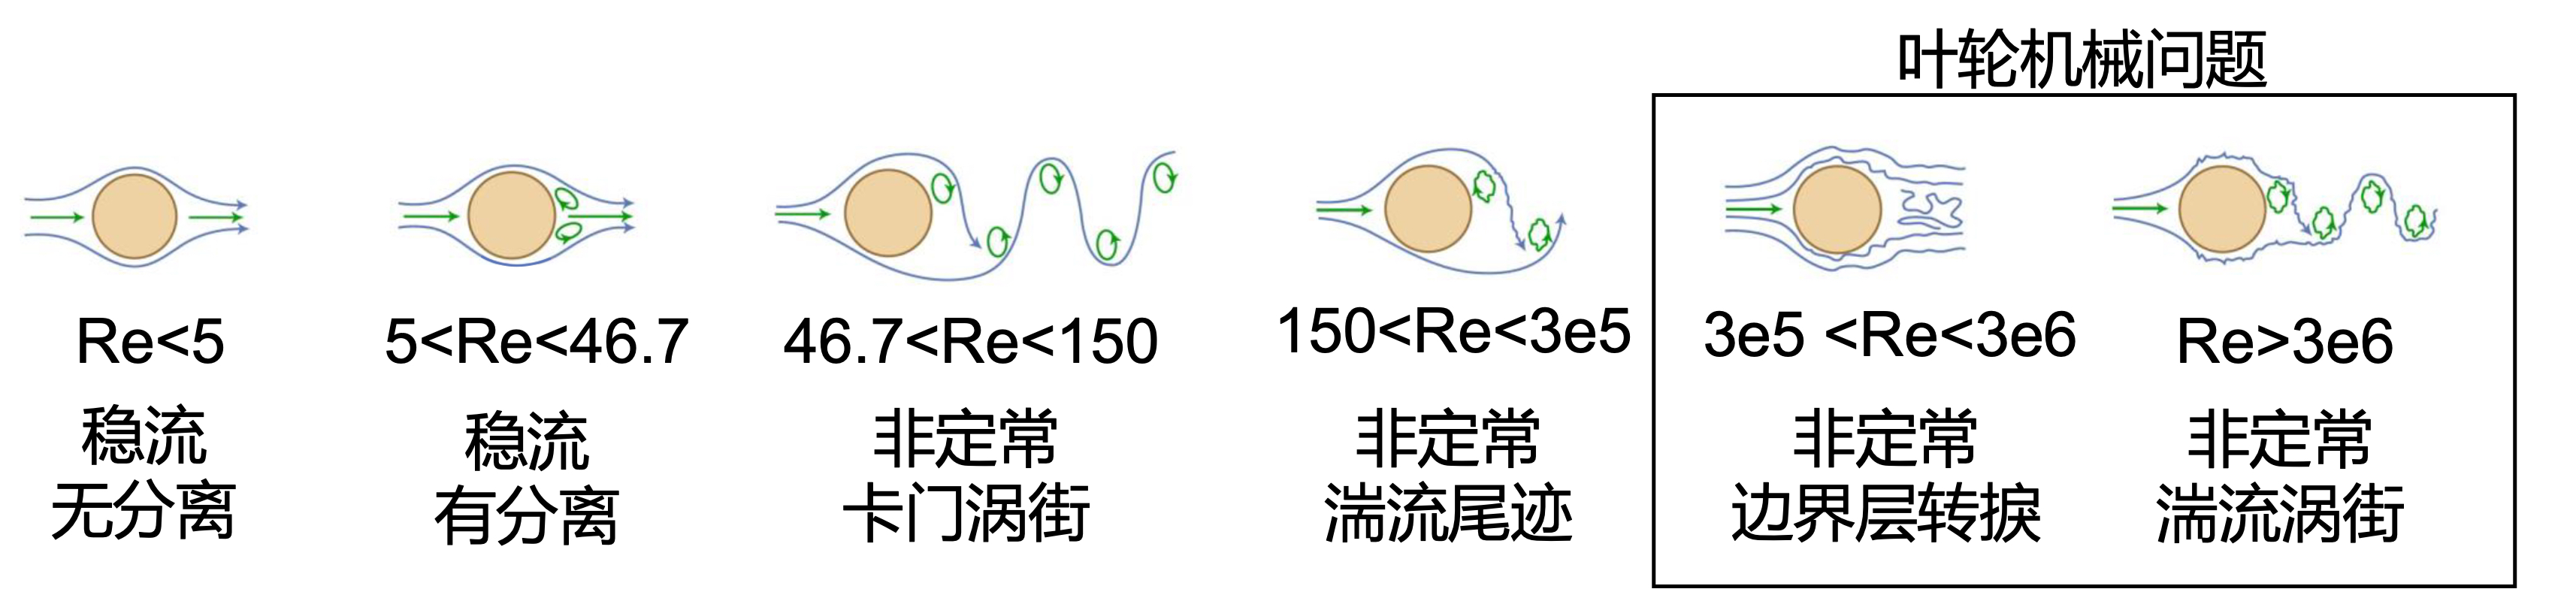 叶轮机械问题
Re<5
稳流
无分离
5<Re<46.7
稳流
有分离
46.7<Re<150
非定常
卡门涡街
150<Re<3e5
非定常
湍流尾迹
3e5 <Re<3e6
非定常
边界层转捩
Re>3e6
非定常
湍流涡街